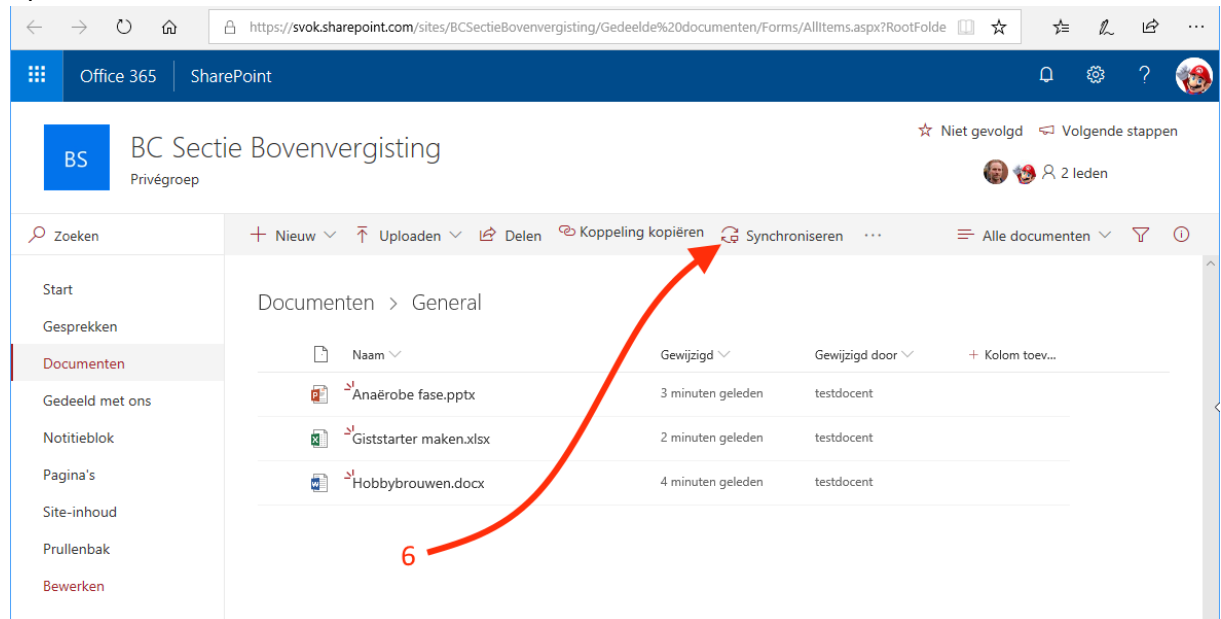 https://svok.sharepoint.com/sites/BCSectieBovenvergisting/Gedeelde%20documenten/Forms/AllItems.aspx?RootFolde
Office 365 SharePoint ?
BS BC Sectie Bovenvergisting
Privégroep
Niet gevolgd Volgende stappen
2 leden
Zoeken
Nieuw Uploaden Delen Koppeling kopiëren Synchroniseren ... Alle documenten
Start
Gesprekken
Documenten
Gedeeld met ons
Notitieblok
Pagina's
Site-inhoud
Prullenbak
Bewerken
Documenten > General
Naam Gewijzigd Gewijzigd door + Kolom toev...
Anaërobe fase.pptx 3 minuten geleden testdocent
Giststarter maken.xlsx 2 minuten geleden testdocent
Hobbybrouwen.docx 4 minuten geleden testdocent
6